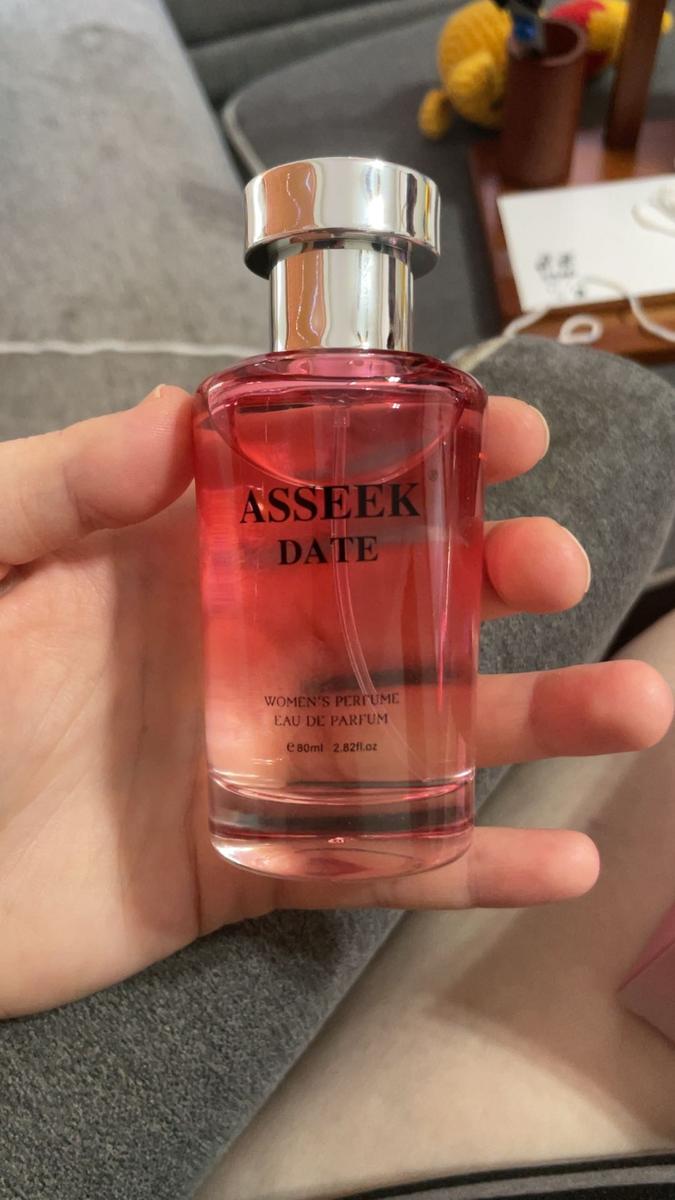 ASSEEK®
DATE
WOMEN'S PERFUME
EAU DE PARFUM
℮80ml 2.82fl.oz